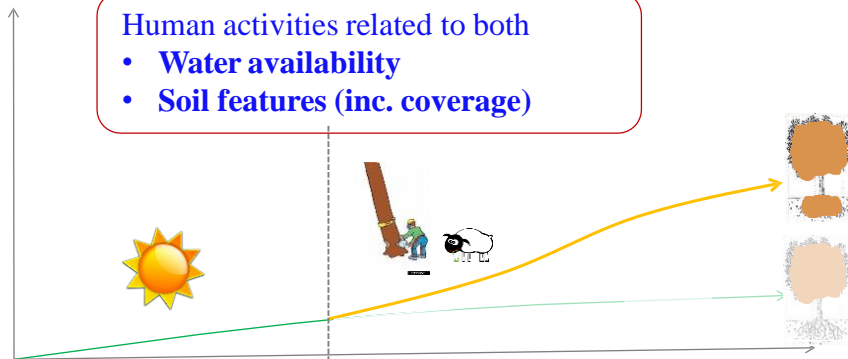 Human activities related to both
• Water availability
• Soil features (inc. coverage)